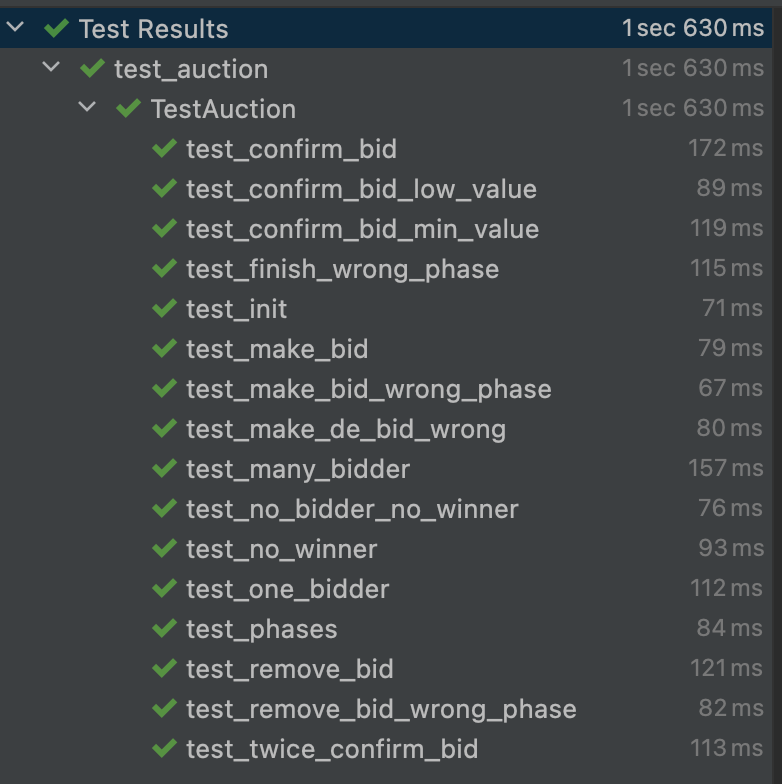 Test Results 1 sec 630 ms
test_auction 1 sec 630 ms
TestAuction 1 sec 630 ms
test_confirm_bid 172 ms
test_confirm_bid_low_value 89 ms
test_confirm_bid_min_value 119 ms
test_finish_wrong_phase 115 ms
test_init 71 ms
test_make_bid 79 ms
test_make_bid_wrong_phase 67 ms
test_make_de_bid_wrong 80 ms
test_many_bidder 157 ms
test_no_bidder_no_winner 76 ms
test_no_winner 93 ms
test_one_bidder 112 ms
test_phases 84 ms
test_remove_bid 121 ms
test_remove_bid_wrong_phase 82 ms
test_twice_confirm_bid 113 ms